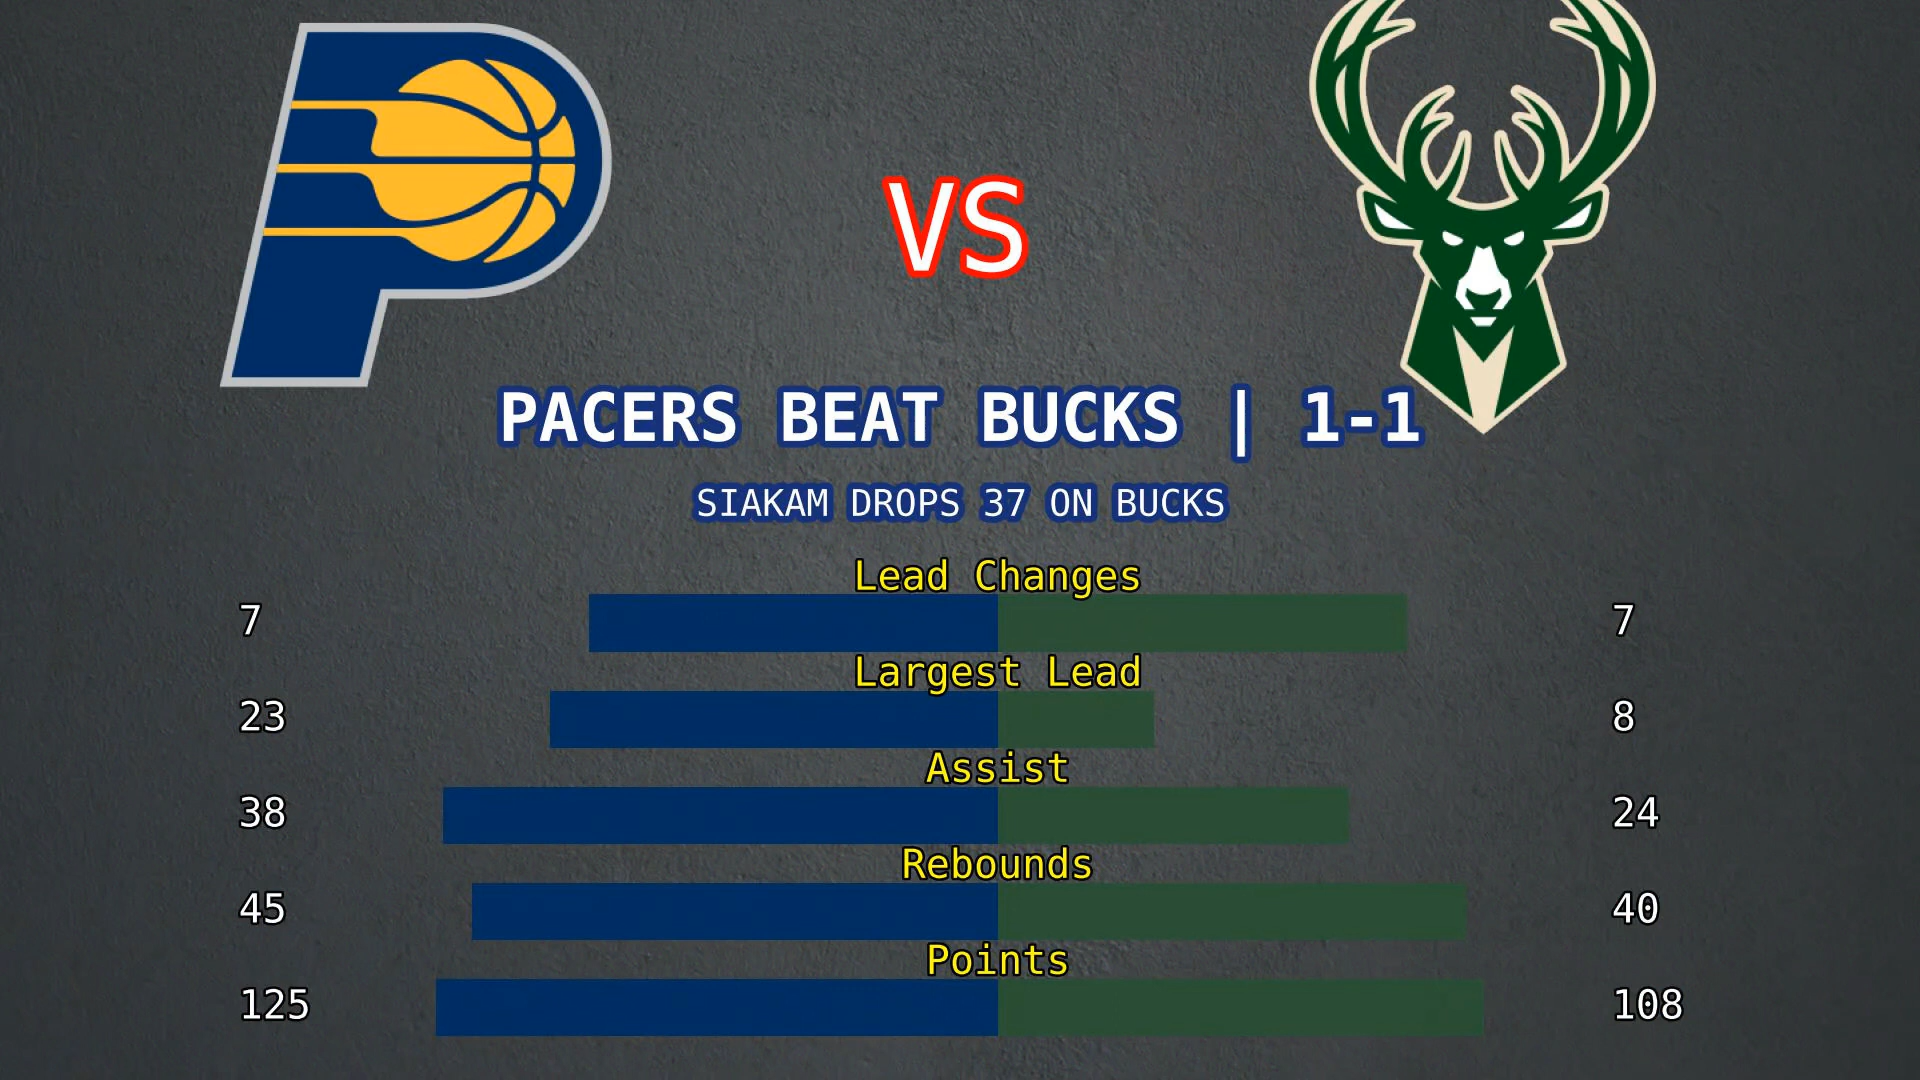 VS
PACERS BEAT BUCKS | 1-1
SIAKAM DROPS 37 ON BUCKS
Lead Changes
7 7
Largest Lead
23 8
Assist
38 24
Rebounds
45 40
Points
125 108